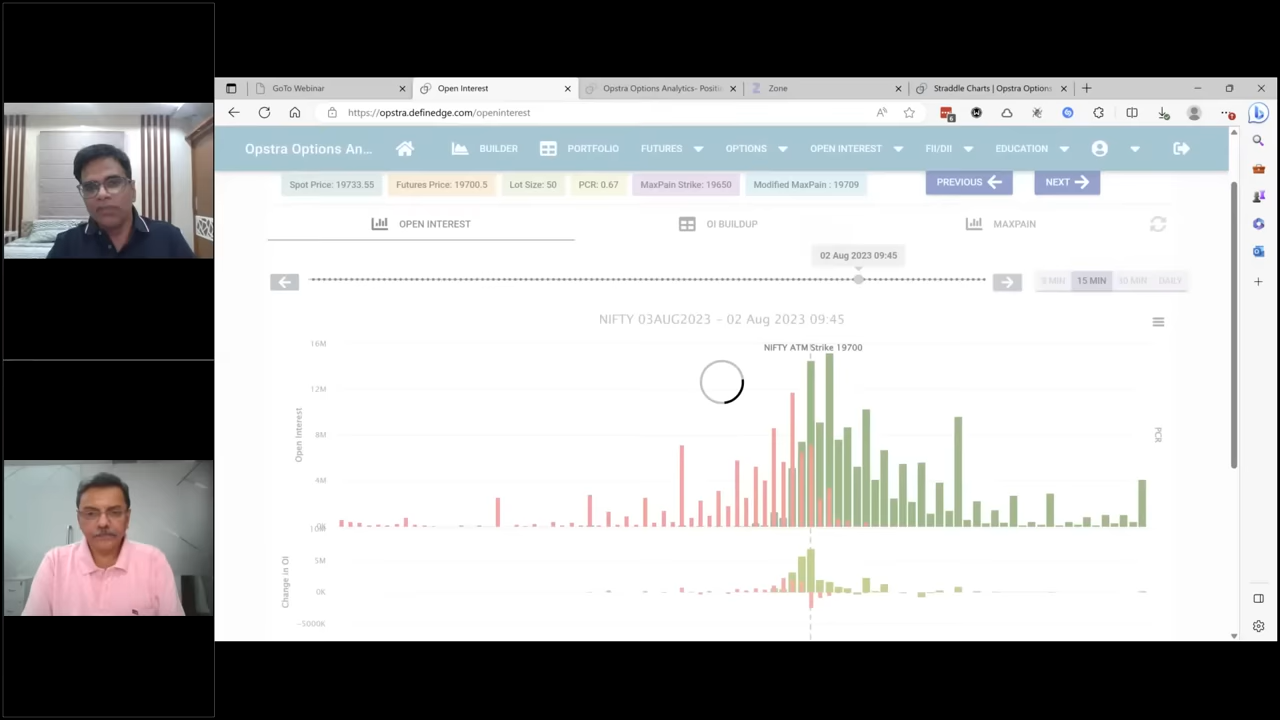 GoTo Webinar
Open Interest
Opstra Options Analytics- Positi
Zone
Straddle Charts | Opstra Options
https://opstra.definedge.com/openinterest
Opstra Options An...
BUILDER
PORTFOLIO
FUTURES
OPTIONS
OPEN INTEREST
FII/DII
EDUCATION
Spot Price: 19733.55
Futures Price: 19700.5
Lot Size: 50
PCR: 0.67
MaxPain Strike: 19650
Modified MaxPain : 19709
PREVIOUS
NEXT
OPEN INTEREST
OI BUILDUP
MAXPAIN
02 Aug 2023 09:45
15 MIN
DAILY
NIFTY 03AUG2023 - 02 Aug 2023 09:45
NIFTY ATM Strike 19700
16M
12M
8M
4M
Open Interest
PCR
5M
0K
-5000K
Change in OI